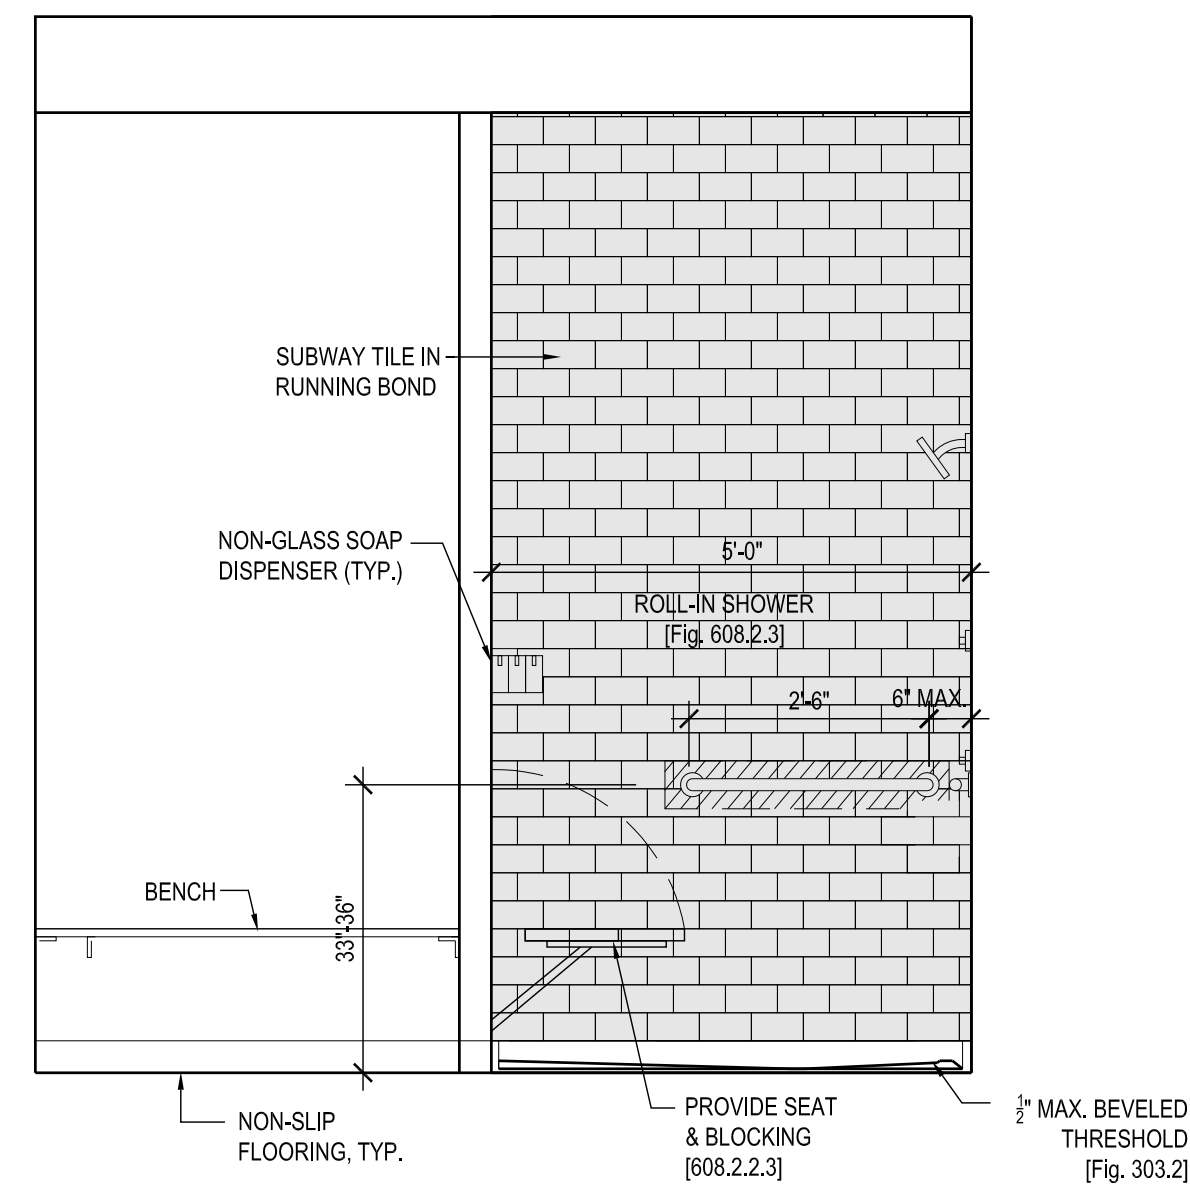 SUBWAY TILE IN
RUNNING BOND
NON-GLASS SOAP
DISPENSER (TYP.)
5'-0"
ROLL-IN SHOWER
[Fig. 608.2.3]
2'-6"
6" MAX.
BENCH
33"-36"
NON-SLIP
FLOORING, TYP.
PROVIDE SEAT
& BLOCKING
[608.2.2.3]
½" MAX. BEVELED
THRESHOLD
[Fig. 303.2]